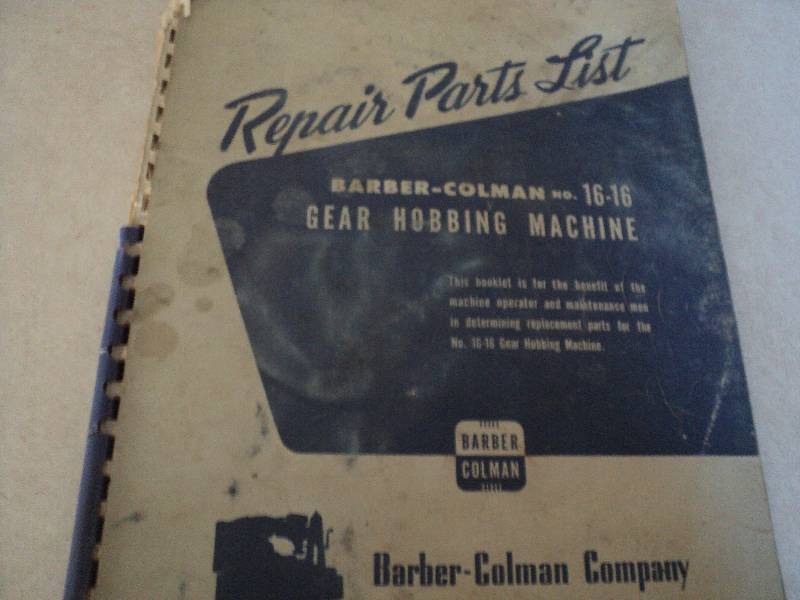 Repair Parts List
BARBER-COLMAN NO. 16-16
GEAR HOBBING MACHINE
This booklet is for the benefit of the
machine operator and maintenance men
in determining replacement parts for the
No. 16-16 Gear Hobbing Machine.
BARBER
COLMAN
Barber-Colman Company